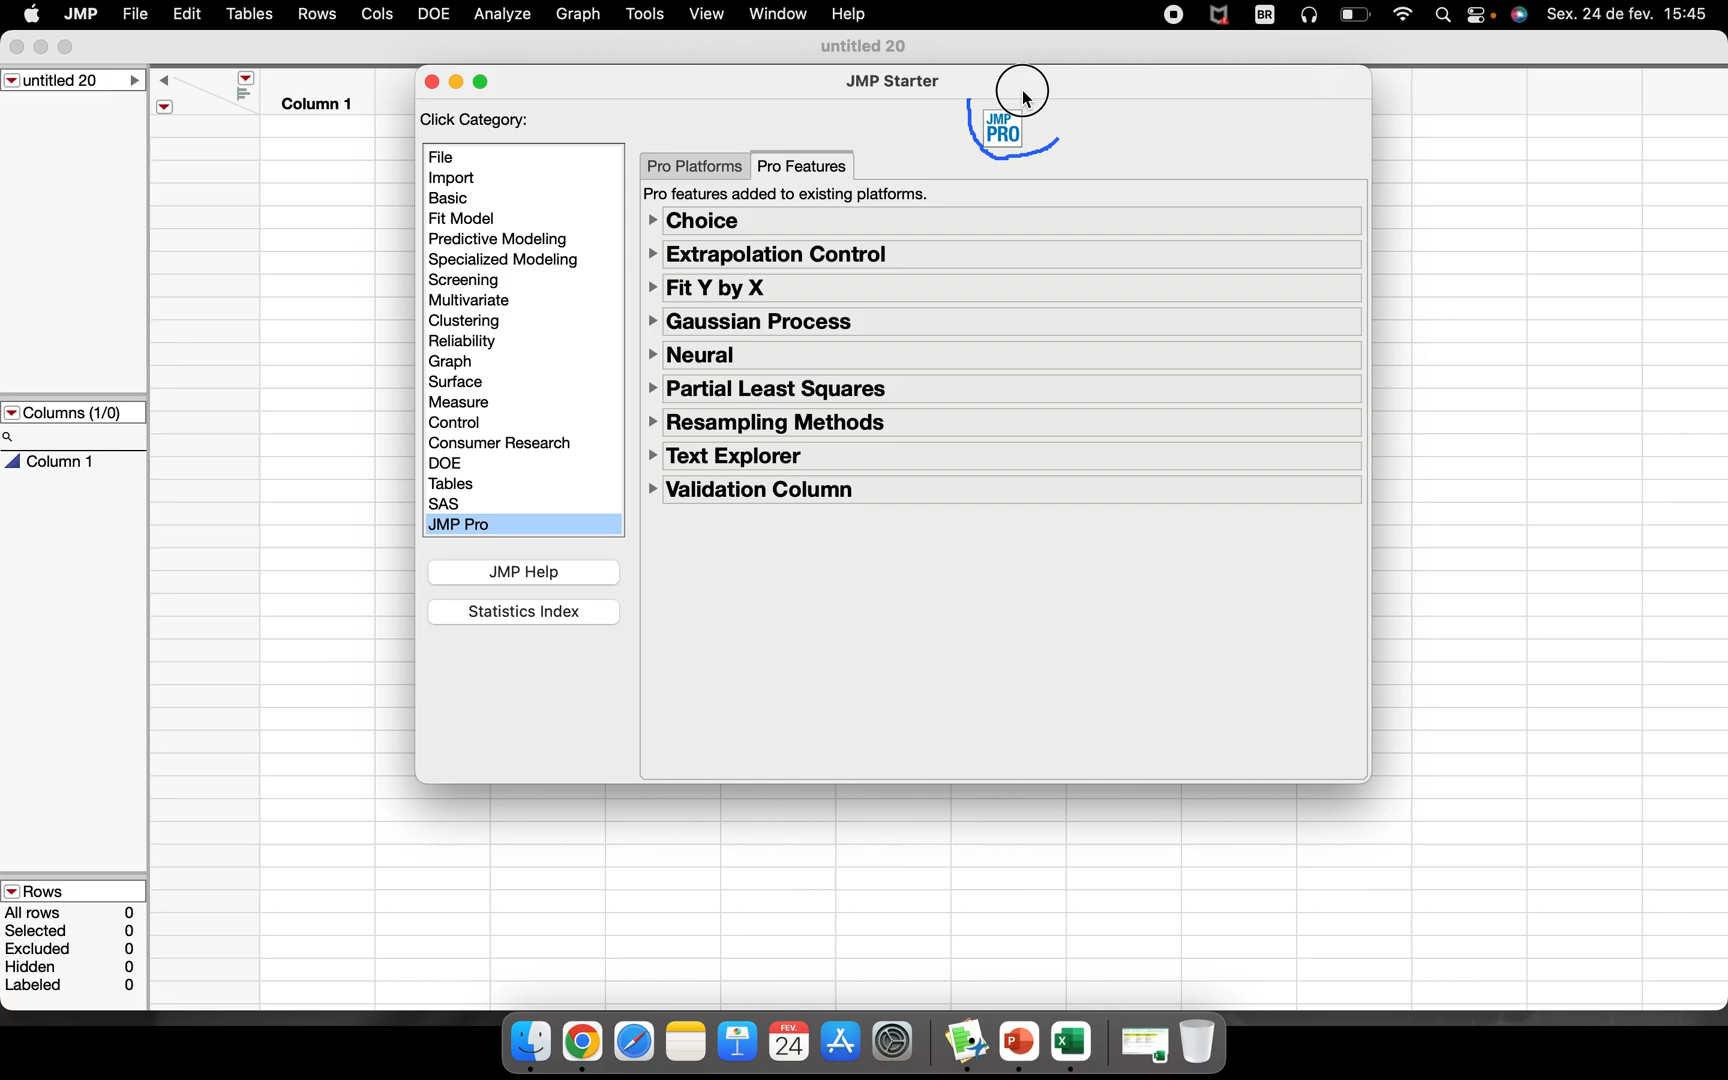 JMP File Edit Tables Rows Cols DOE Analyze Graph Tools View Window Help BR Sex. 24 de fev. 15:45
untitled 20
untitled 20
Column 1
Columns (1/0)
Column 1
Rows
All rows 0
Selected 0
Excluded 0
Hidden 0
Labeled 0
JMP Starter
Click Category:
JMP
PRO
File
Import
Basic
Fit Model
Predictive Modeling
Specialized Modeling
Screening
Multivariate
Clustering
Reliability
Graph
Surface
Measure
Control
Consumer Research
DOE
Tables
SAS
JMP Pro
JMP Help
Statistics Index
Pro Platforms Pro Features
Pro features added to existing platforms.
Choice
Extrapolation Control
Fit Y by X
Gaussian Process
Neural
Partial Least Squares
Resampling Methods
Text Explorer
Validation Column
FEV.
24